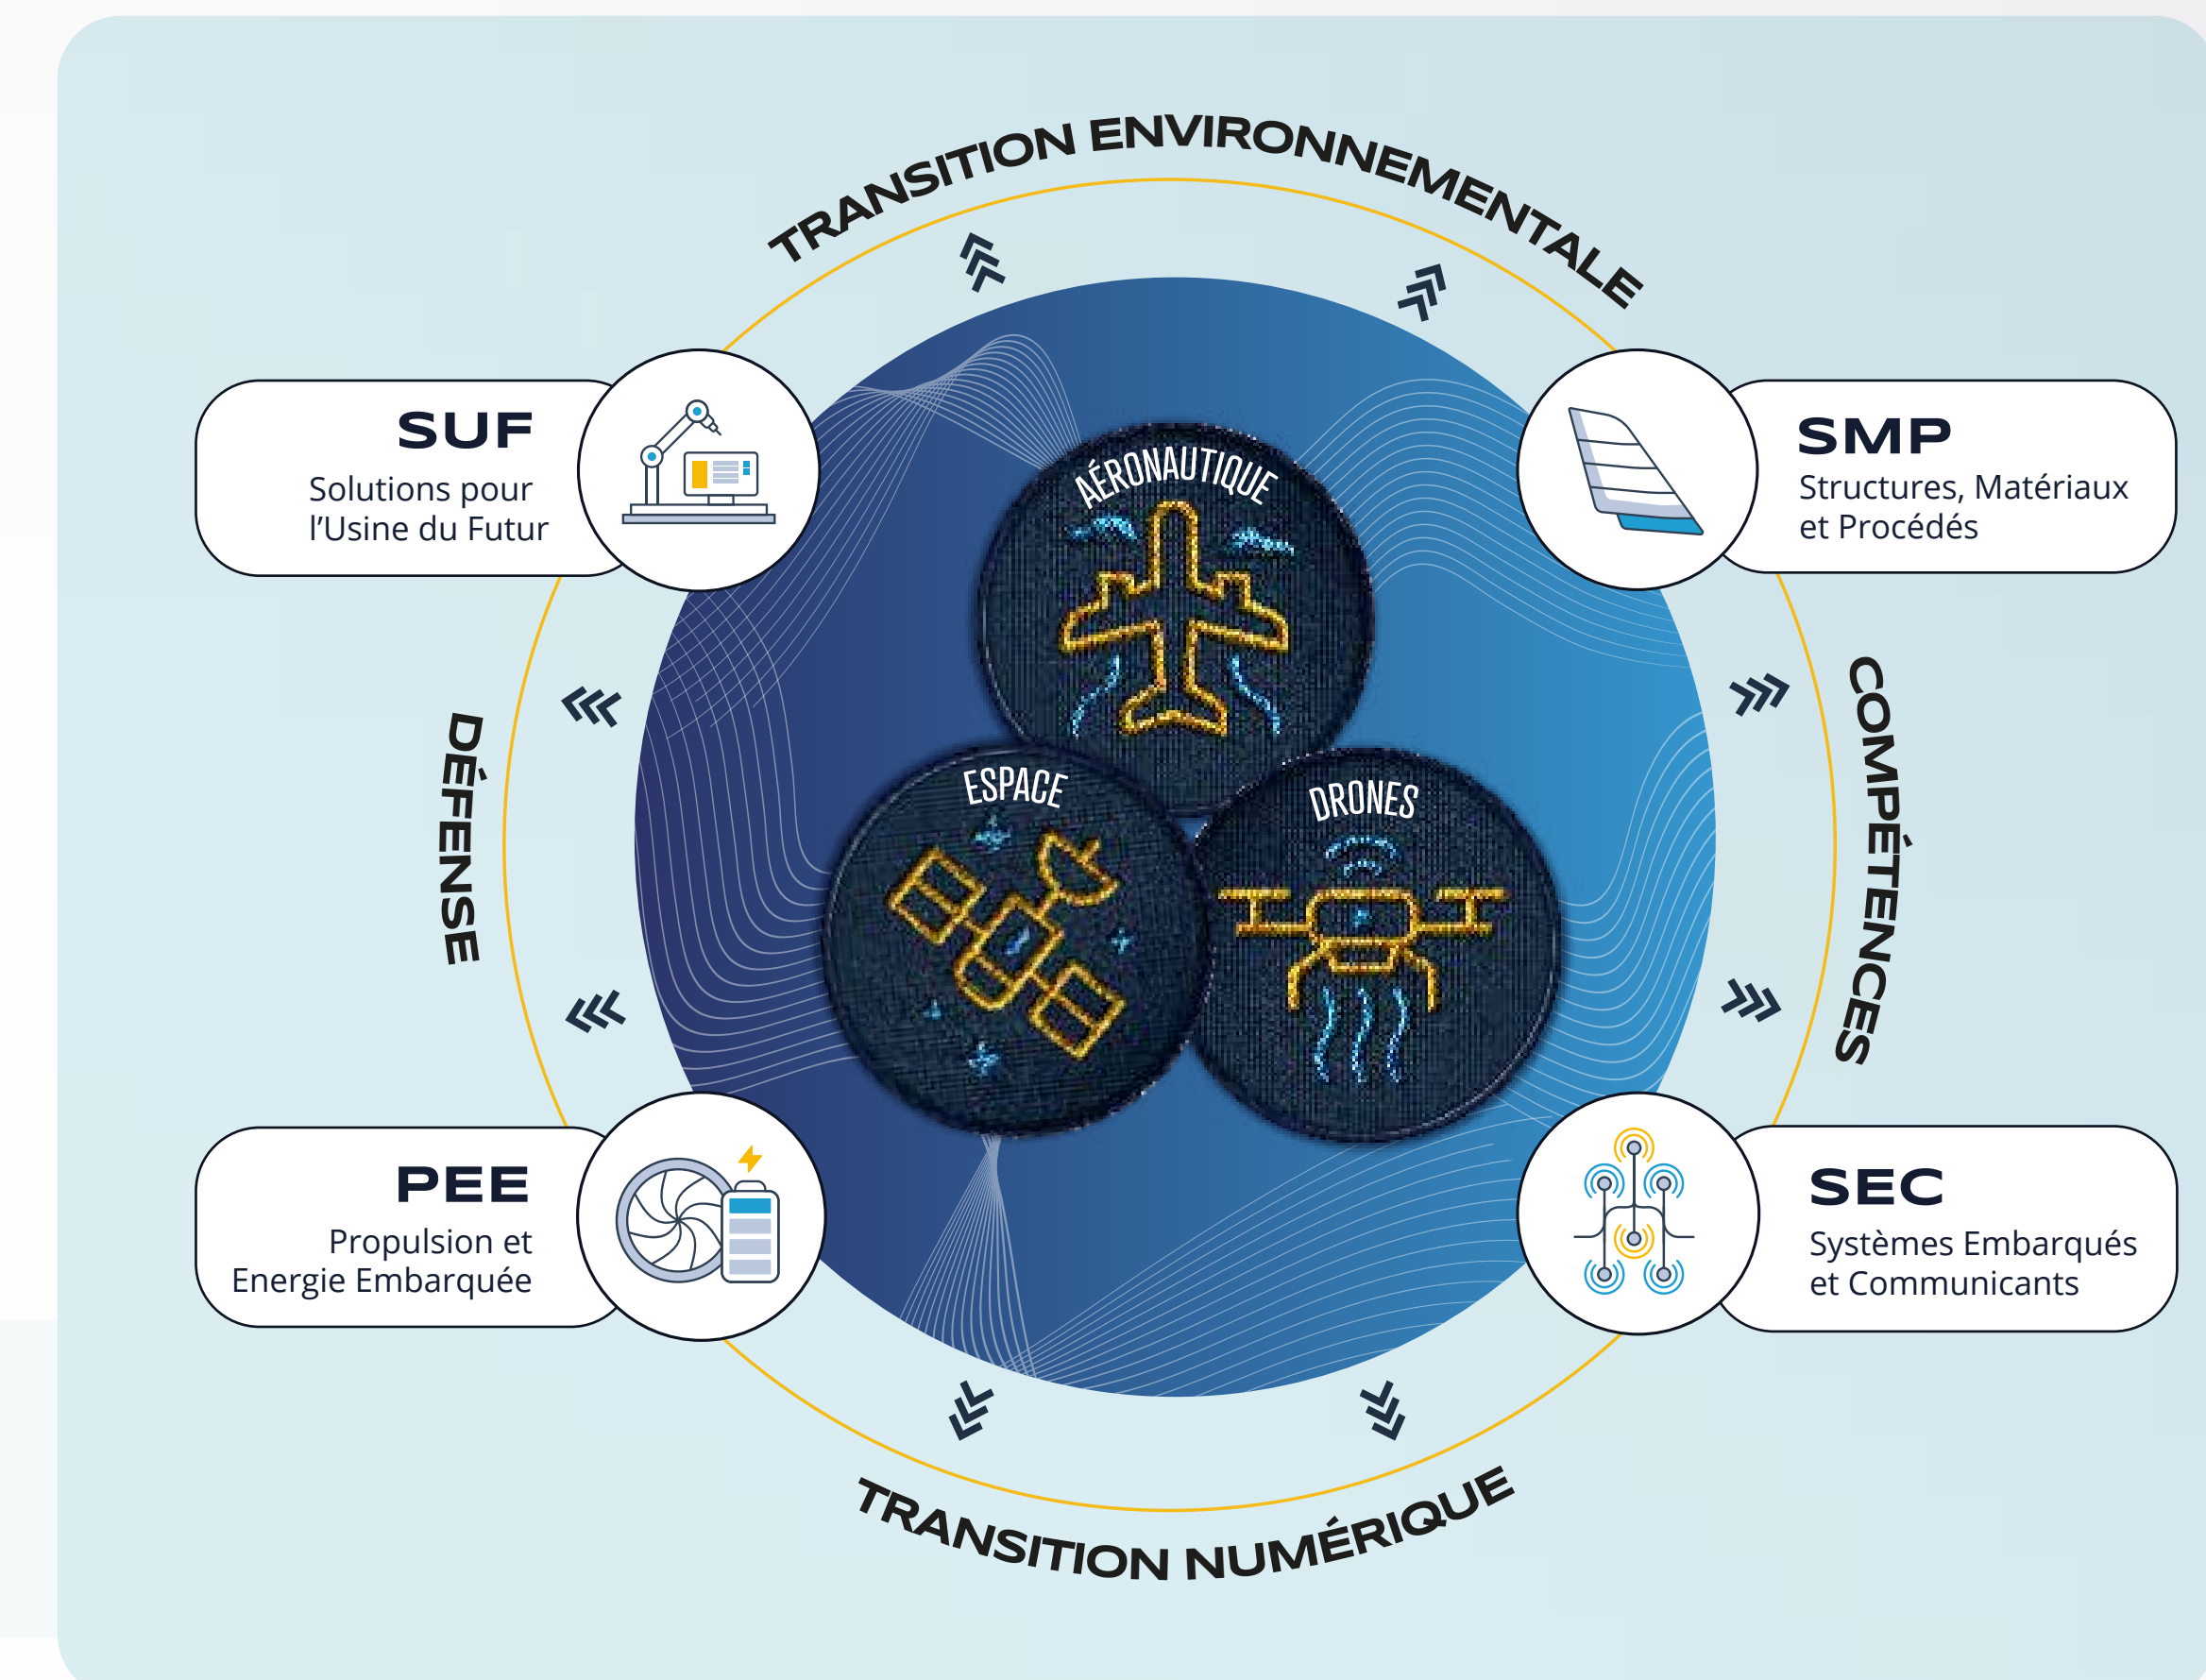 TRANSITION ENVIRONNEMENTALE
SUF
Solutions pour
l’Usine du Futur
SMP
Structures, Matériaux
et Procédés
AÉRONAUTIQUE
DÉFENSE
COMPÉTENCES
ESPACE
DRONES
PEE
Propulsion et
Energie Embarquée
SEC
Systèmes Embarqués
et Communicants
TRANSITION NUMÉRIQUE